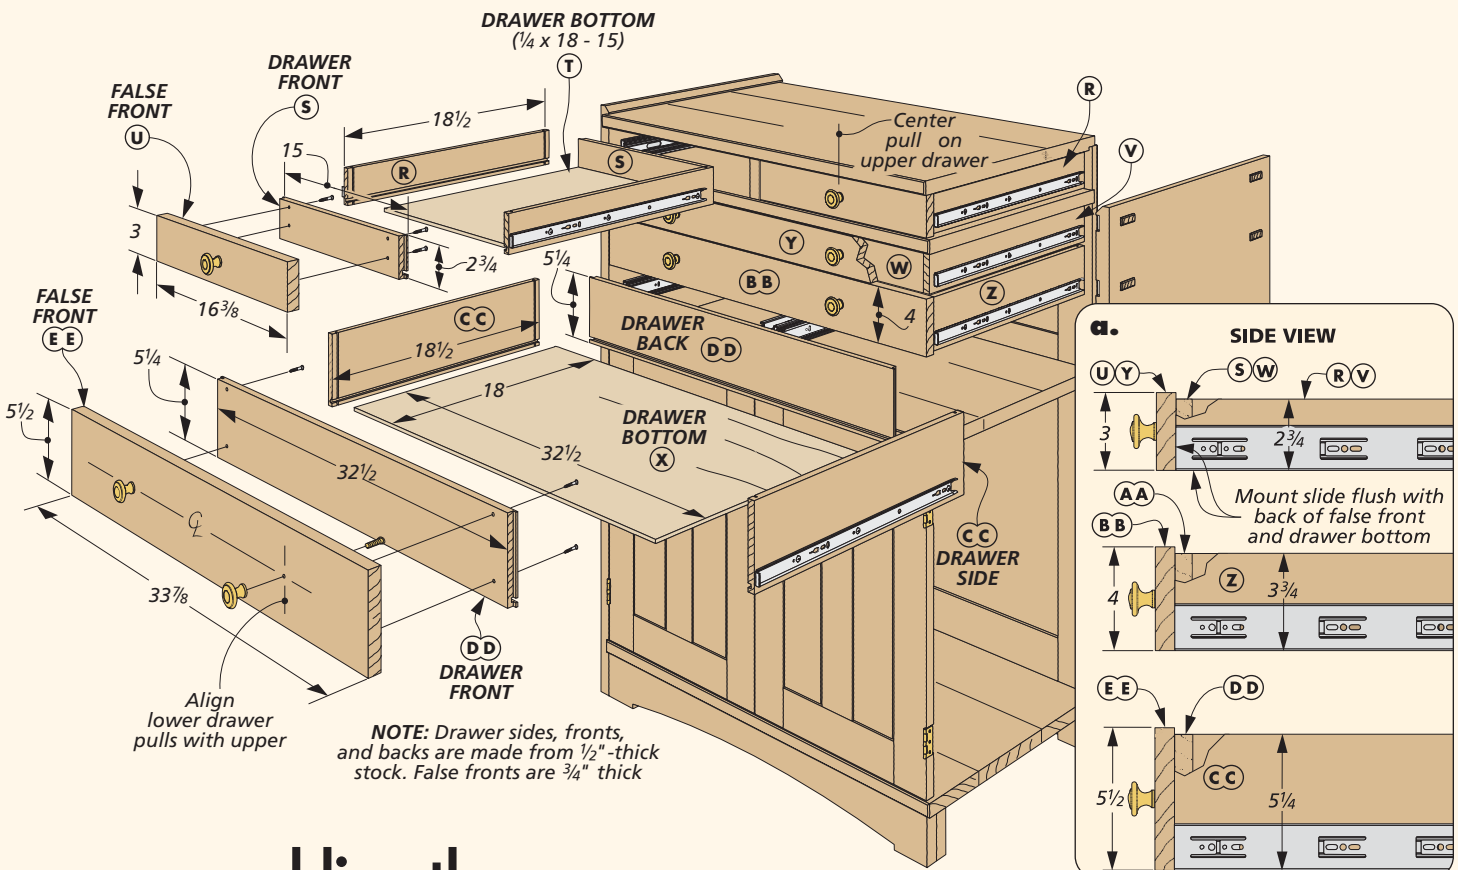 DRAWER BOTTOM
(¼ x 18 - 15)
T
DRAWER
FRONT
S
FALSE
FRONT
U
18½
15
R
S
3
2¾
16⅜
Center
pull on
upper drawer
R
V
Y
W
BB
Z
4
FALSE
FRONT
EE
5¼
5½
CC
18½
5¼
DRAWER
BACK
DD
18
DRAWER
BOTTOM
X
32½
32½
CL
33⅞
CC
DRAWER
SIDE
DD
DRAWER
FRONT
Align
lower drawer
pulls with upper
NOTE: Drawer sides, fronts,
and backs are made from ½"-thick
stock. False fronts are ¾" thick
a.
SIDE VIEW
U Y
S W
R V
3
2¾
Mount slide flush with
back of false front
and drawer bottom
AA
BB
Z
4
3¾
EE
DD
CC
5½
5¼